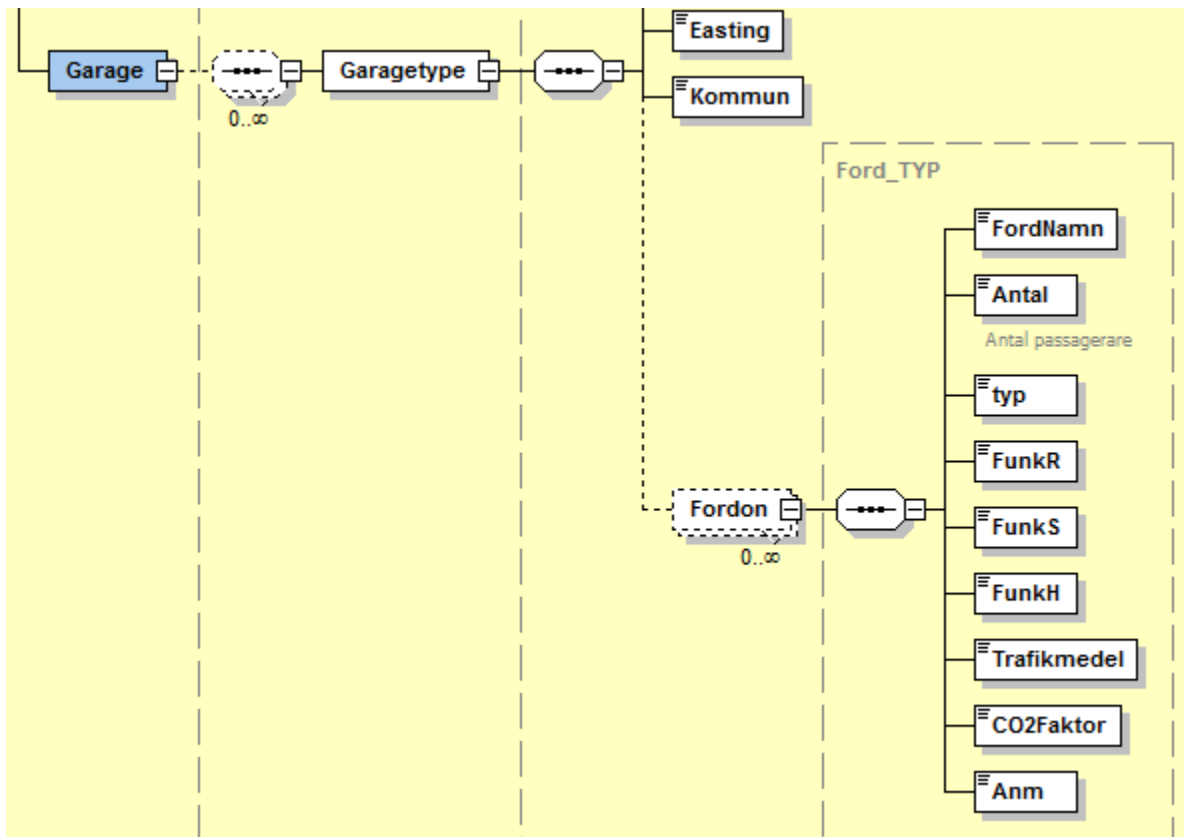 Easting
Garage
Garagetype
Kommun
0..∞
Ford_TYP
FordNamn
Antal
Antal passagerare
typ
FunkR
Fordon
FunkS
0..∞
FunkH
Trafikmedel
CO2Faktor
Anm